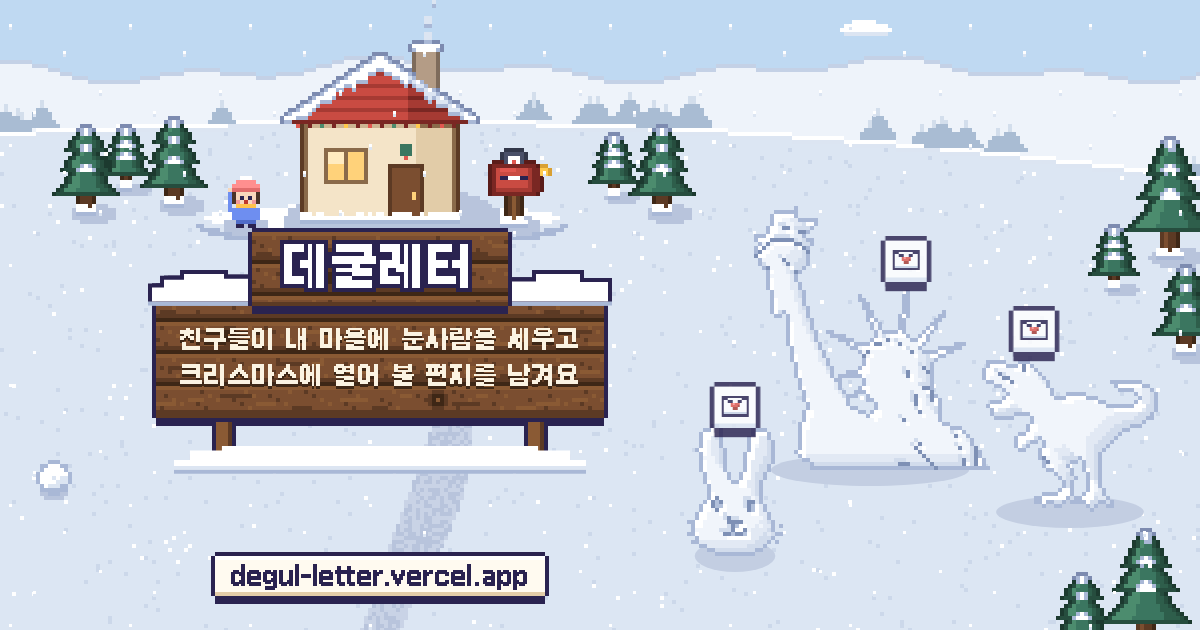 데굴레터
친구들이 내 마을에 눈사람을 세우고
크리스마스에 열어 볼 편지를 남겨요
degul-letter.vercel.app